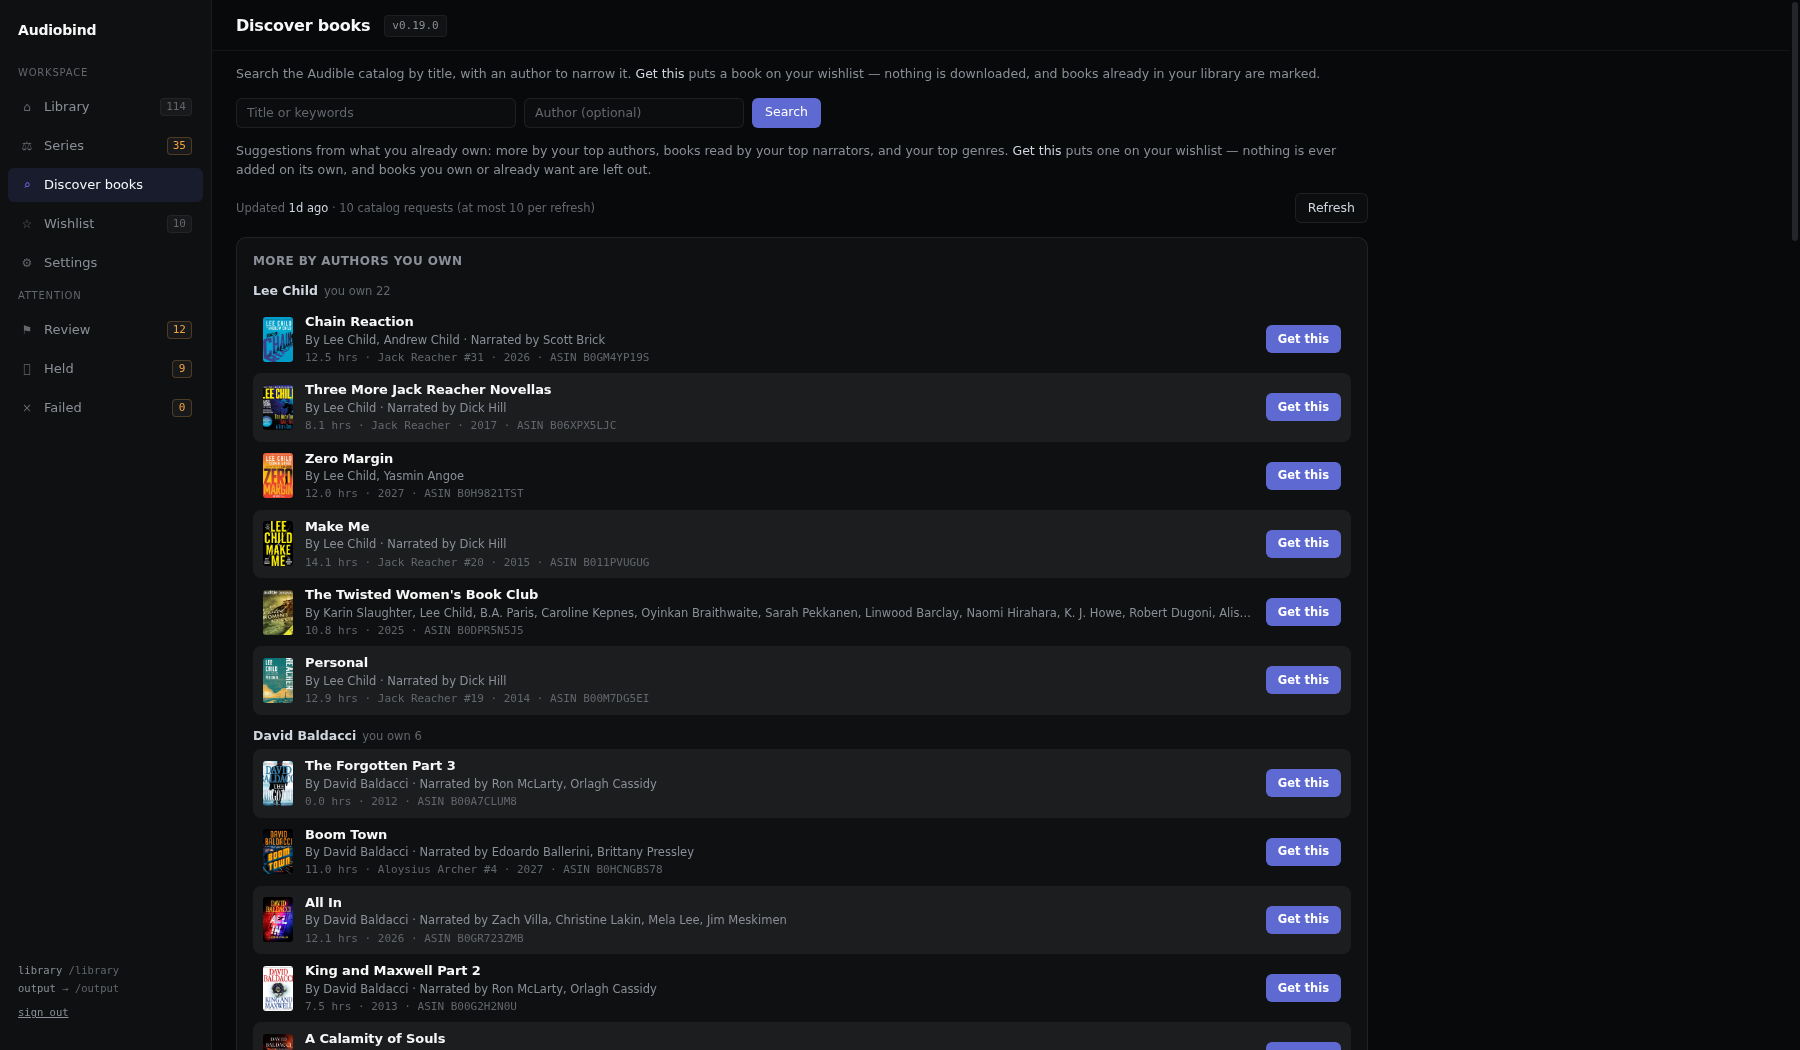 Audiobind
WORKSPACE
Library 114
Series 35
Discover books
Wishlist 10
Settings
ATTENTION
Review 12
Held 9
Failed 0
library /library
output → /output
sign out
Discover books v0.19.0
Search the Audible catalog by title, with an author to narrow it. Get this puts a book on your wishlist — nothing is downloaded, and books already in your library are marked.
Title or keywords Author (optional) Search
Suggestions from what you already own: more by your top authors, books read by your top narrators, and your top genres. Get this puts one on your wishlist — nothing is ever
added on its own, and books you own or already want are left out.
Updated 1d ago · 10 catalog requests (at most 10 per refresh) Refresh
MORE BY AUTHORS YOU OWN
Lee Child you own 22
Chain Reaction
By Lee Child, Andrew Child · Narrated by Scott Brick
12.5 hrs · Jack Reacher #31 · 2026 · ASIN B0GM4YP19S
Get this
Three More Jack Reacher Novellas
By Lee Child · Narrated by Dick Hill
8.1 hrs · Jack Reacher · 2017 · ASIN B06XPX5LJC
Get this
Zero Margin
By Lee Child, Yasmin Angoe
12.0 hrs · 2027 · ASIN B0H9821TST
Get this
LEE CHILD MAKE ME
Make Me
By Lee Child · Narrated by Dick Hill
14.1 hrs · Jack Reacher #20 · 2015 · ASIN B011PVUGUG
Get this
The Twisted Women's Book Club
By Karin Slaughter, Lee Child, B.A. Paris, Caroline Kepnes, Oyinkan Braithwaite, Sarah Pekkanen, Linwood Barclay, Naomi Hirahara, K. J. Howe, Robert Dugoni, Alis…
10.8 hrs · 2025 · ASIN B0DPR5N5J5
Get this
Personal
By Lee Child · Narrated by Dick Hill
12.9 hrs · Jack Reacher #19 · 2014 · ASIN B00M7DG5EI
Get this
David Baldacci you own 6
The Forgotten Part 3
By David Baldacci · Narrated by Ron McLarty, Orlagh Cassidy
0.0 hrs · 2012 · ASIN B00A7CLUM8
Get this
Boom Town
By David Baldacci · Narrated by Edoardo Ballerini, Brittany Pressley
11.0 hrs · Aloysius Archer #4 · 2027 · ASIN B0HCNGBS78
Get this
All In
By David Baldacci · Narrated by Zach Villa, Christine Lakin, Mela Lee, Jim Meskimen
12.1 hrs · 2026 · ASIN B0GR723ZMB
Get this
King and Maxwell Part 2
By David Baldacci · Narrated by Ron McLarty, Orlagh Cassidy
7.5 hrs · 2013 · ASIN B00G2H2N0U
Get this
A Calamity of Souls